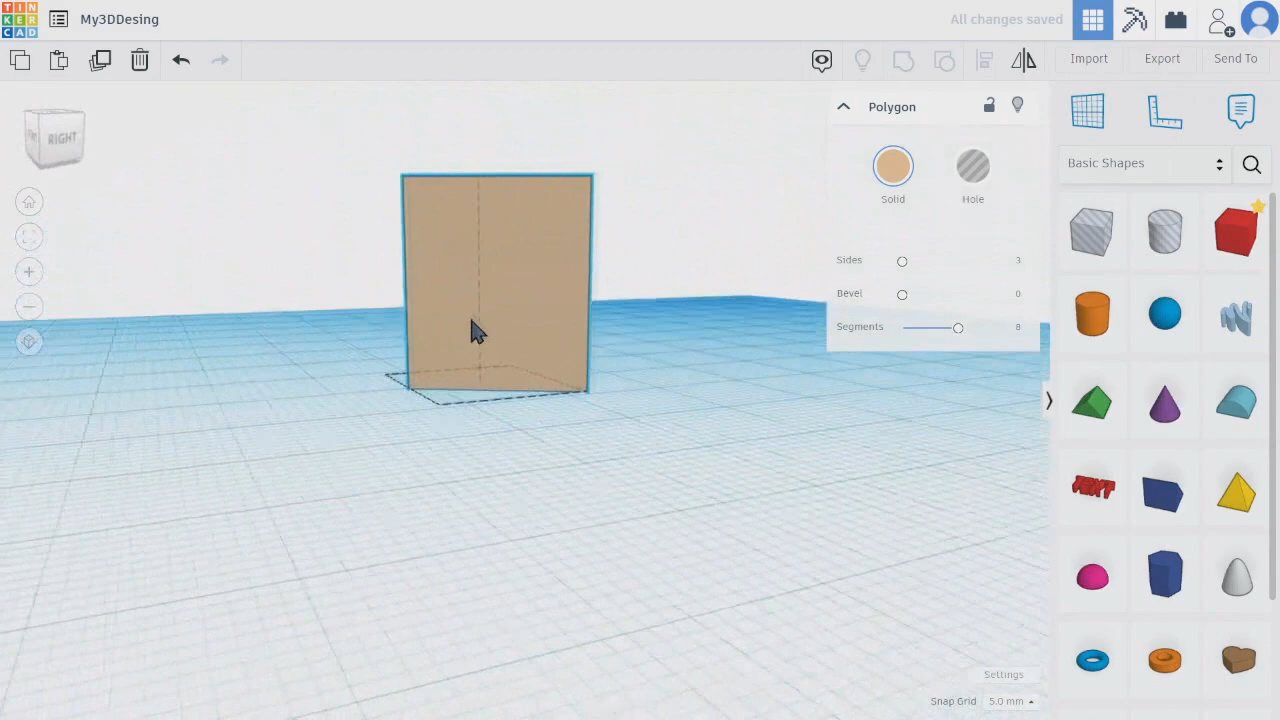 TIN
KER
CAD
My3DDesing
All changes saved
Import
Export
Send To
RIGHT
Polygon
Solid
Hole
Sides 3
Bevel 0
Segments 8
Basic Shapes
TEXT
Settings
Snap Grid 5.0 mm